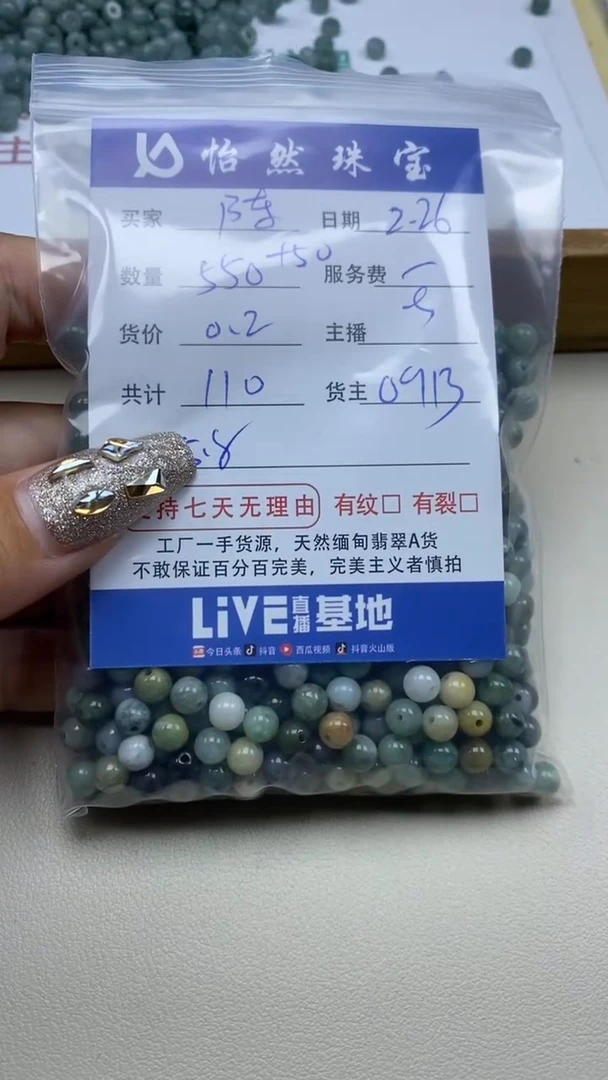 怡然珠宝
买家 陈 日期 2.26
数量 550+50 服务费
货价 0.2 主播
共计 110 货主 0913
5.8
持七天无理由 有纹□ 有裂□
工厂一手货源，天然缅甸翡翠A货
不敢保证百分百完美，完美主义者慎拍
LiVE直播基地
今日头条 抖音 西瓜视频 抖音火山版
主